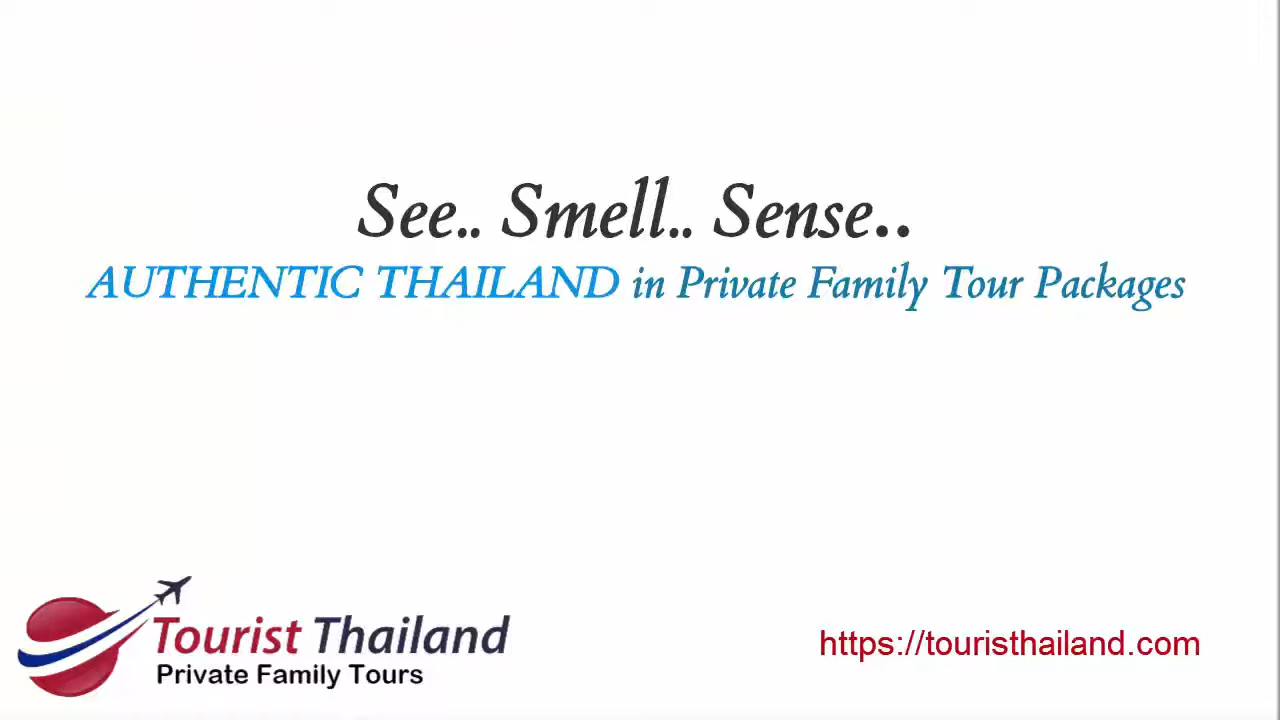 See.. Smell.. Sense..
AUTHENTIC THAILAND in Private Family Tour Packages
Tourist Thailand
Private Family Tours
https://touristhailand.com